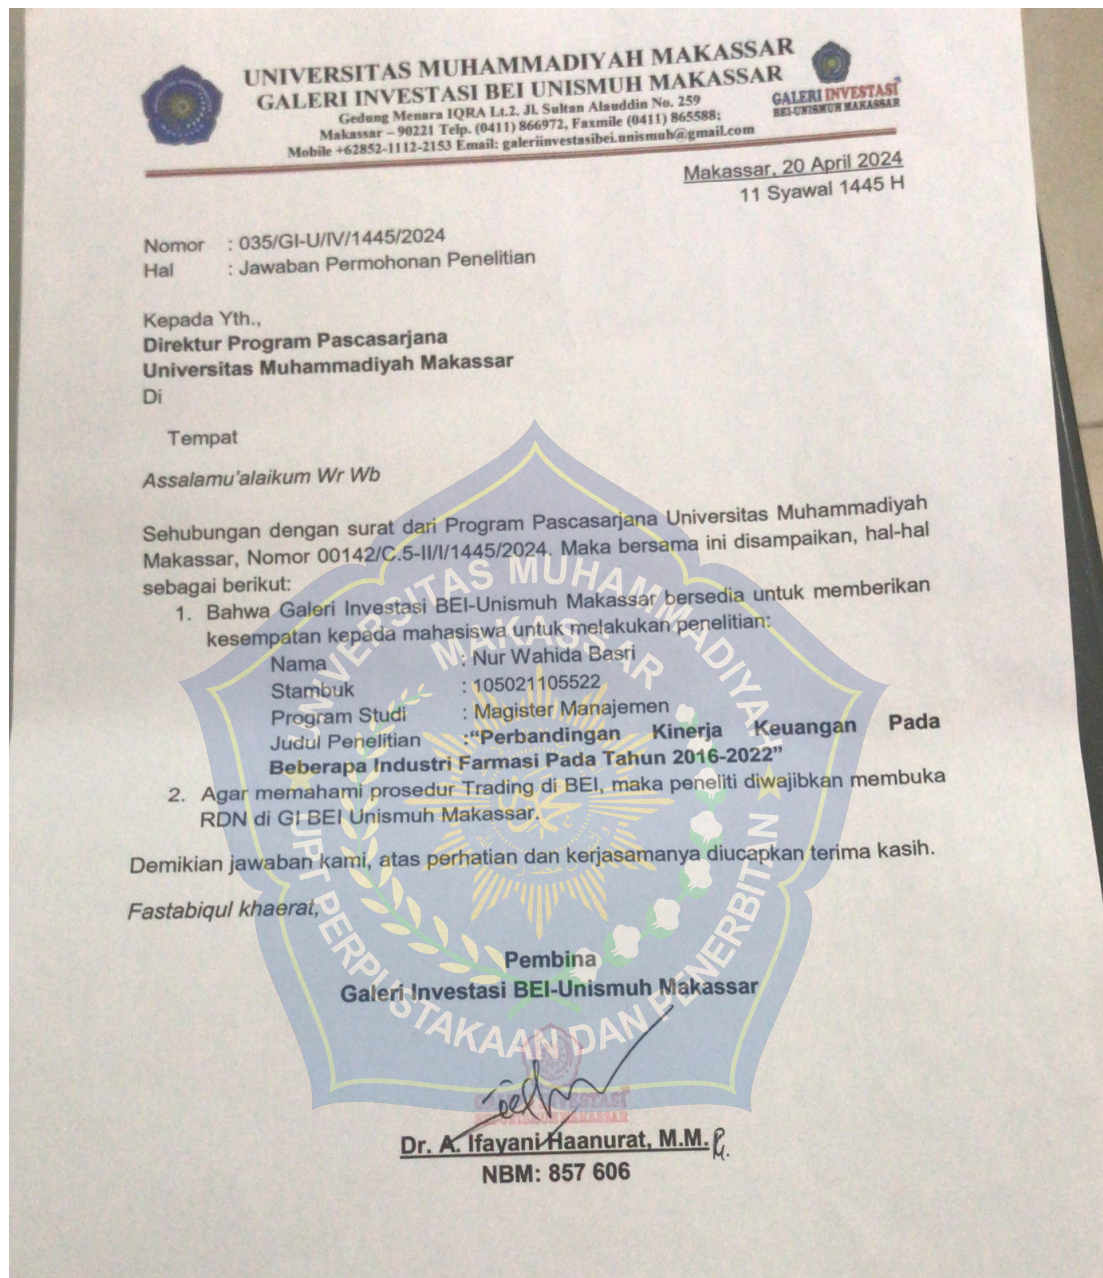 UNIVERSITAS MUHAMMADIYAH MAKASSAR
GALERI INVESTASI BEI UNISMUH MAKASSAR
Gedung Menara IQRA Lt.2. Jl. Sultan Alauddin No. 259
Makassar – 90221 Telp. (0411) 866972, Faxmile (0411) 865588;
Mobile +62852-1112-2153 Email: galeriinvestasibei.unismuh@gmail.com
GALERI INVESTASI
BEI-UNISMUH MAKASSAR
Makassar, 20 April 2024
11 Syawal 1445 H
Nomor : 035/GI-U/IV/1445/2024
Hal : Jawaban Permohonan Penelitian
Kepada Yth.,
Direktur Program Pascasarjana
Universitas Muhammadiyah Makassar
Di
Tempat
Assalamu'alaikum Wr Wb
Sehubungan dengan surat dari Program Pascasarjana Universitas Muhammadiyah
Makassar, Nomor 00142/C.5-II/I/1445/2024. Maka bersama ini disampaikan, hal-hal
sebagai berikut:
1. Bahwa Galeri Investasi BEI-Unismuh Makassar bersedia untuk memberikan
kesempatan kepada mahasiswa untuk melakukan penelitian:
Nama : Nur Wahida Basri
Stambuk : 105021105522
Program Studi : Magister Manajemen
Judul Penelitian :“Perbandingan Kinerja Keuangan Pada
Beberapa Industri Farmasi Pada Tahun 2016-2022”
2. Agar memahami prosedur Trading di BEI, maka peneliti diwajibkan membuka
RDN di GI BEI Unismuh Makassar.
Demikian jawaban kami, atas perhatian dan kerjasamanya diucapkan terima kasih.
Fastabiqul khaerat,
Pembina
Galeri Investasi BEI-Unismuh Makassar
GALERI INVESTASI
BEI-UNISMUH MAKASSAR
Dr. A. Ifayani Haanurat, M.M.
NBM: 857 606
UNIVERSITAS MUHAMMADIYAH
MAKASSAR
UPT PERPUSTAKAAN DAN PENERBITAN